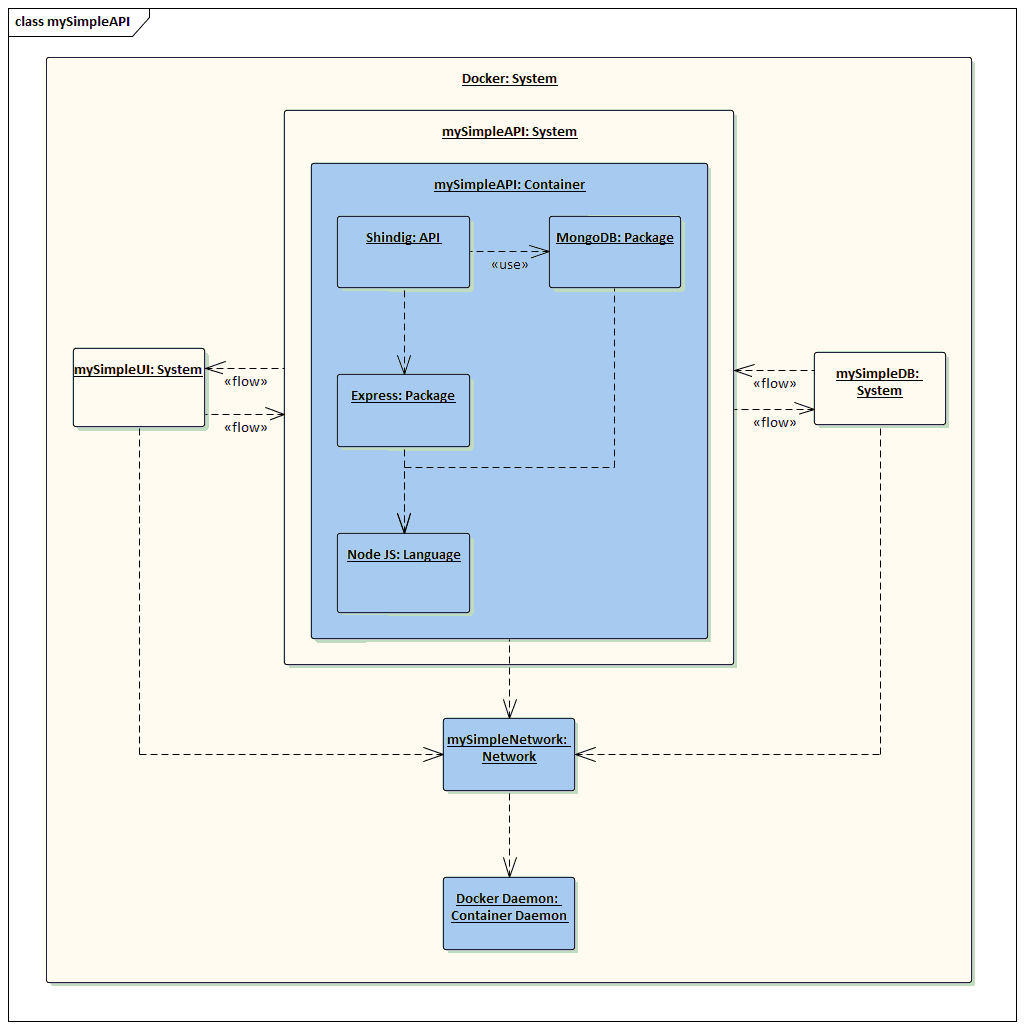 class mySimpleAPI
Docker: System
mySimpleAPI: System
mySimpleAPI: Container
Shindig: API
MongoDB: Package
«use»
mySimpleUI: System
«flow»
«flow»
Express: Package
mySimpleDB:
System
«flow»
«flow»
Node JS: Language
mySimpleNetwork:
Network
Docker Daemon:
Container Daemon